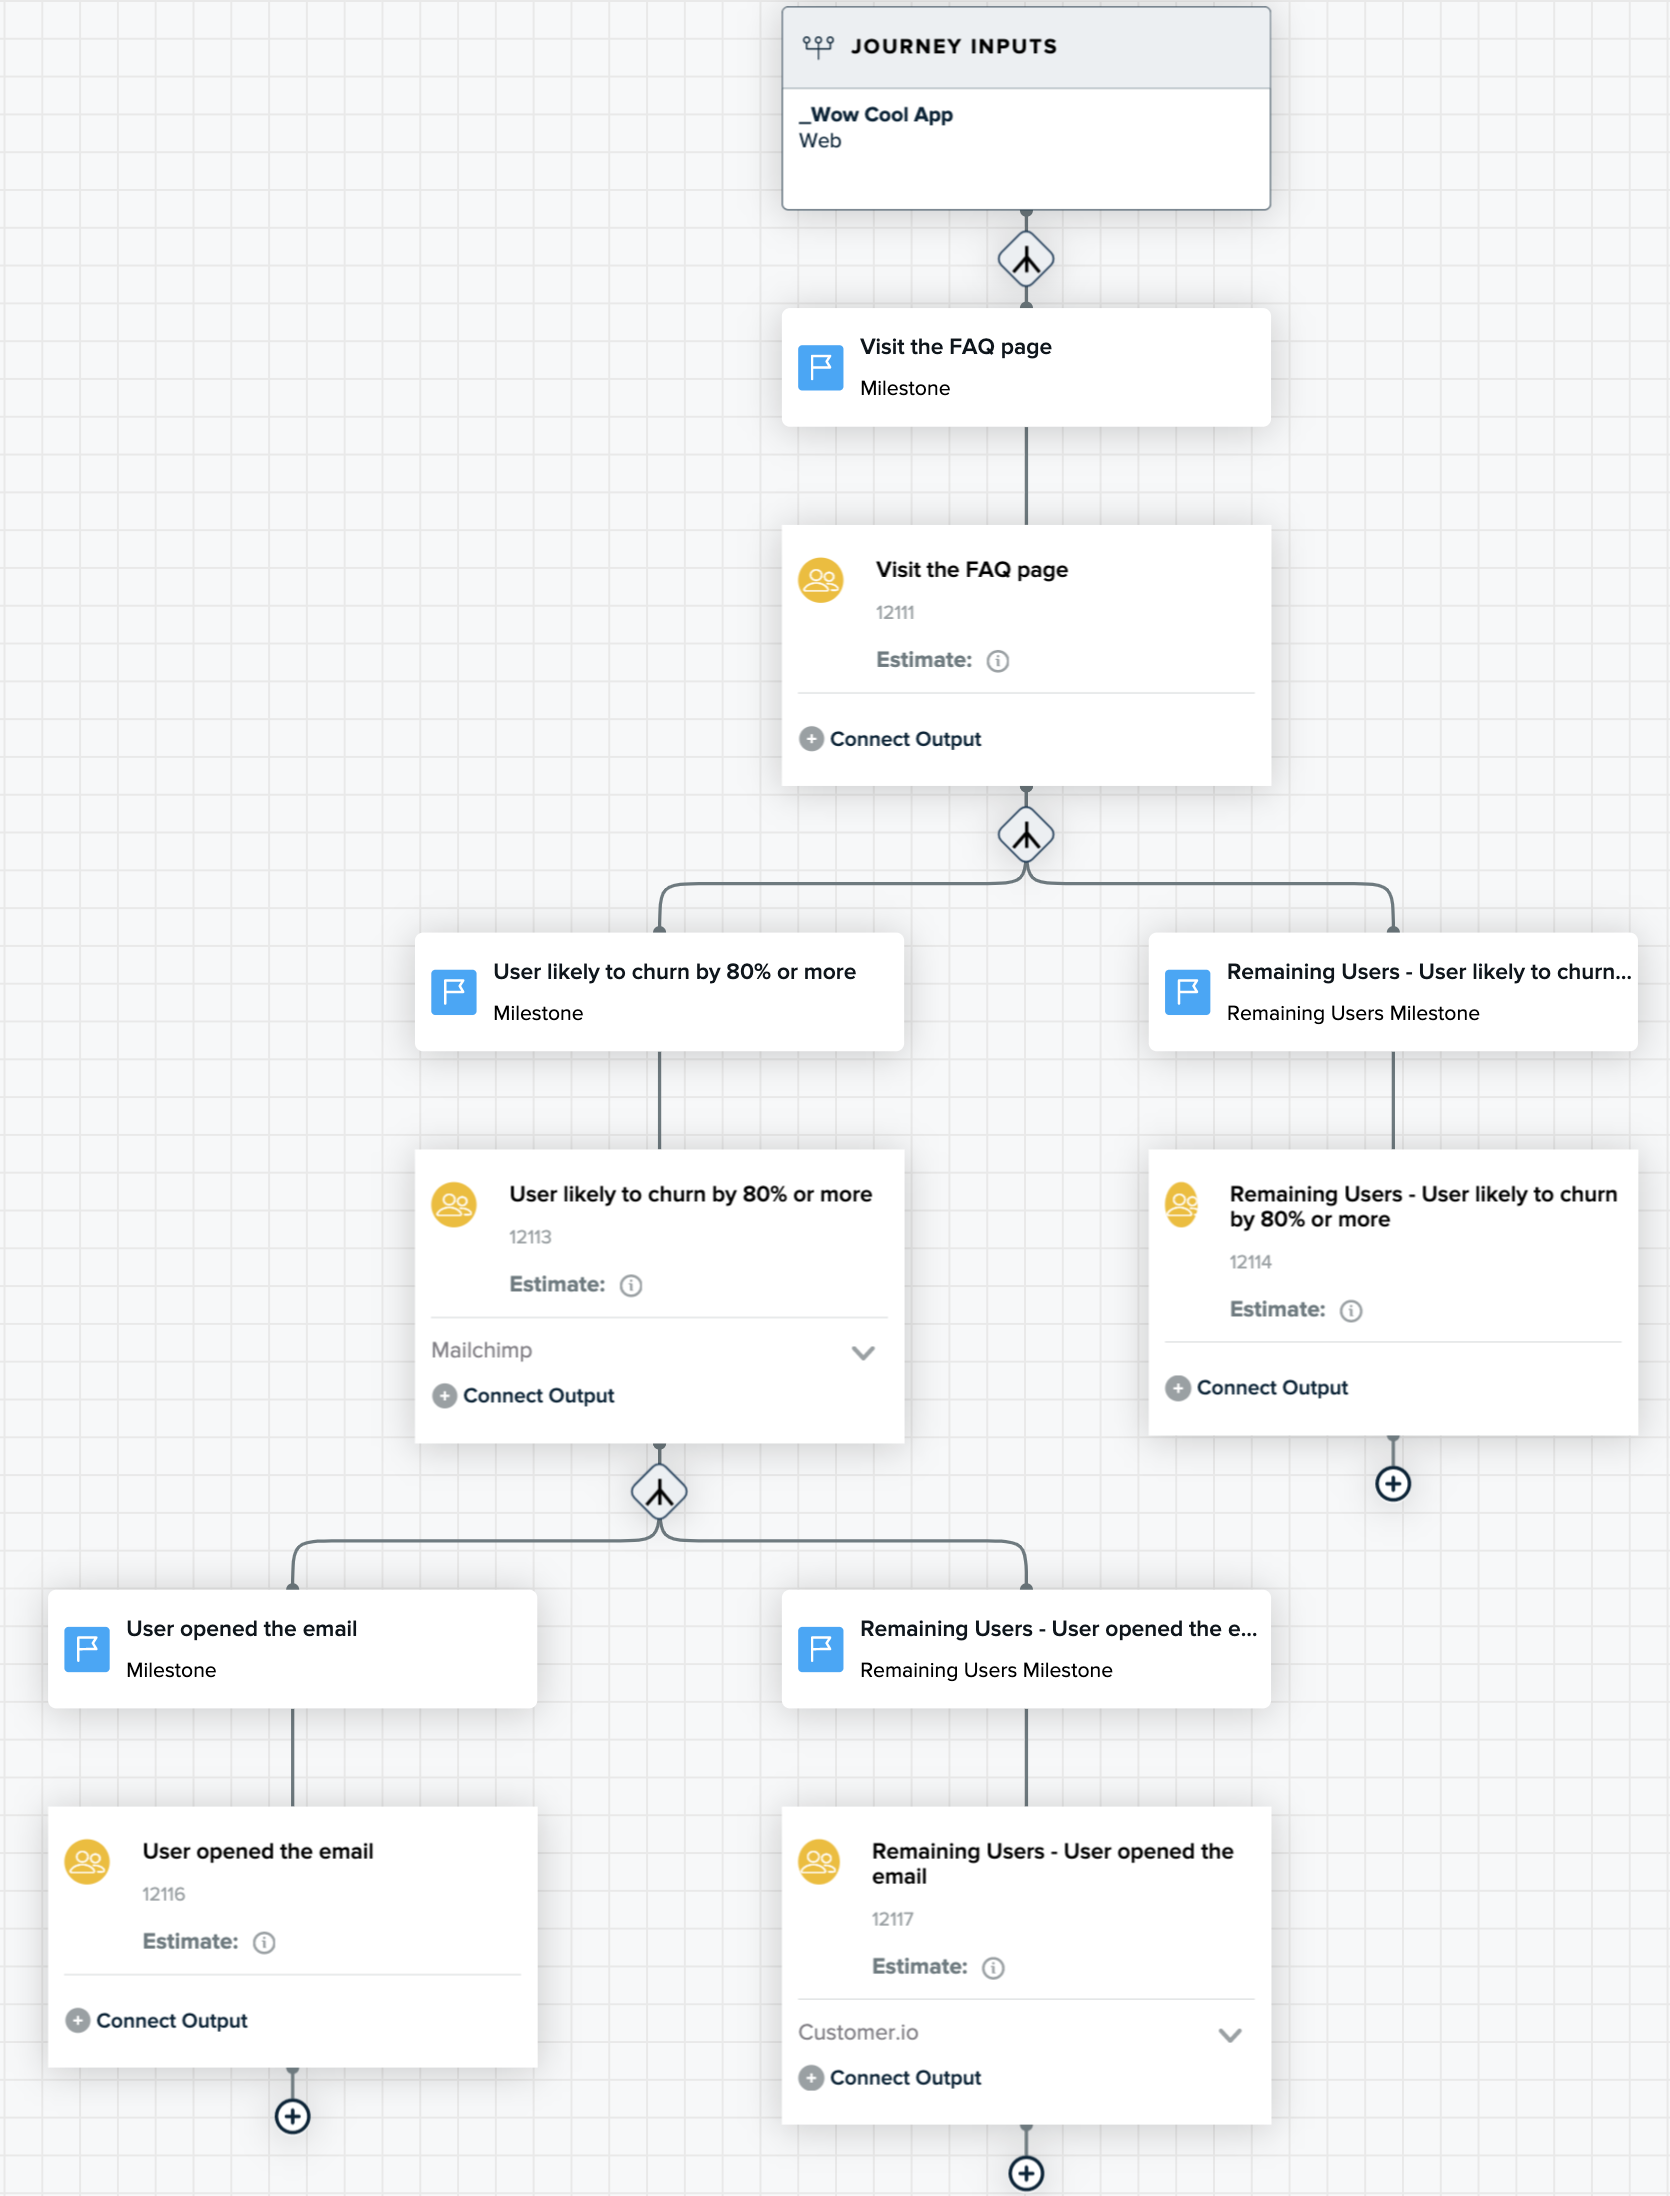 JOURNEY INPUTS
_Wow Cool App
Web
Visit the FAQ page
Milestone
Visit the FAQ page
12111
Estimate:
Connect Output
User likely to churn by 80% or more
Milestone
Remaining Users - User likely to churn...
Remaining Users Milestone
User likely to churn by 80% or more
12113
Estimate:
Mailchimp
Connect Output
Remaining Users - User likely to churn
by 80% or more
12114
Estimate:
Connect Output
User opened the email
Milestone
Remaining Users - User opened the e...
Remaining Users Milestone
User opened the email
12116
Estimate:
Connect Output
Remaining Users - User opened the
email
12117
Estimate:
Customer.io
Connect Output